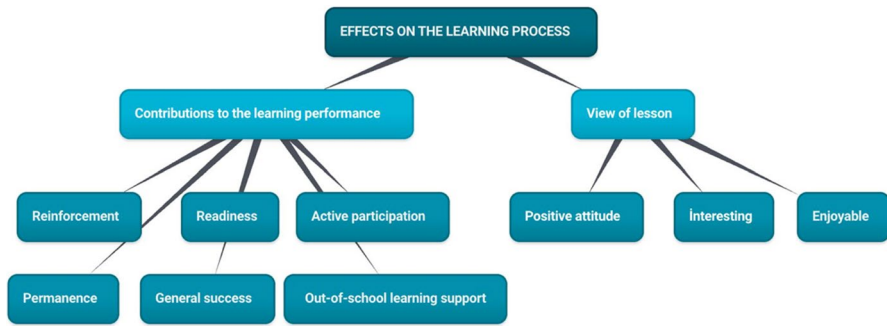 EFFECTS ON THE LEARNING PROCESS
Contributions to the learning performance
View of lesson
Reinforcement
Readiness
Active participation
Positive attitude
İnteresting
Enjoyable
Permanence
General success
Out-of-school learning support